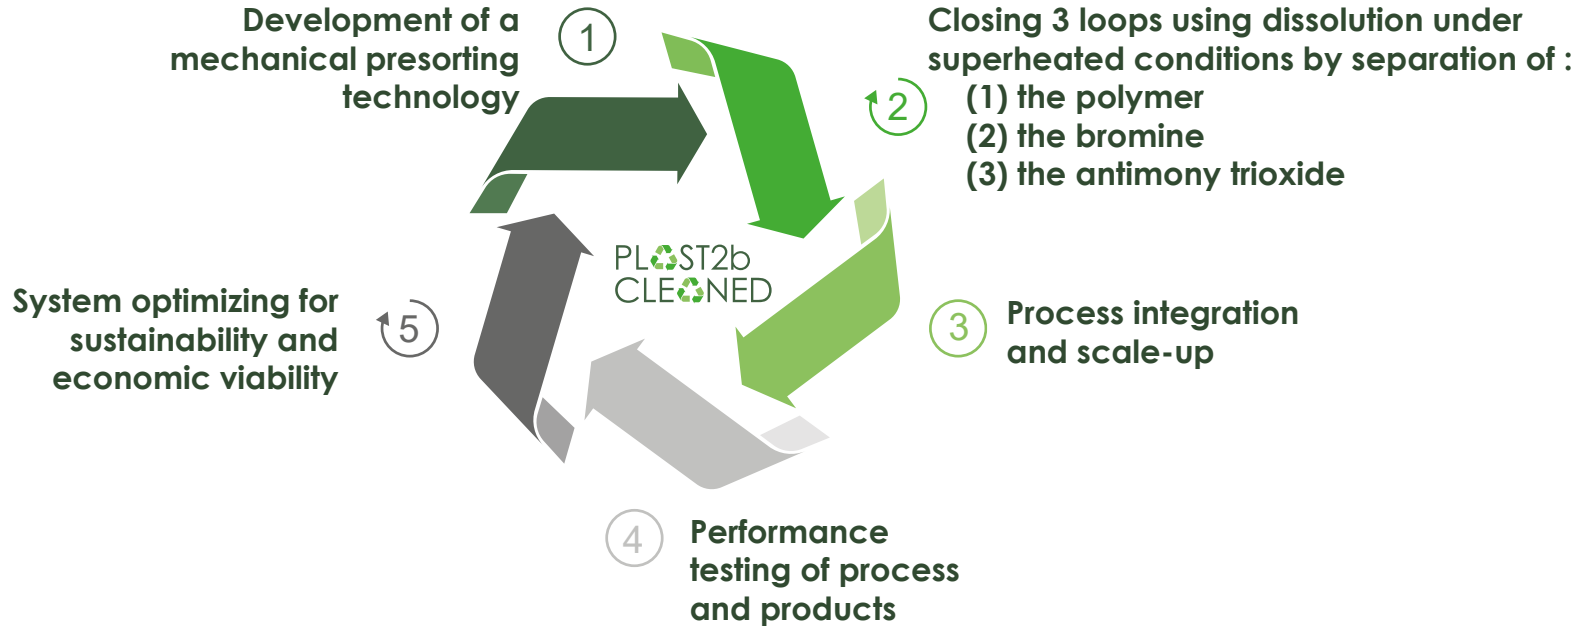 1
Development of a
mechanical presorting
technology
2
Closing 3 loops using dissolution under
superheated conditions by separation of :
(1) the polymer
(2) the bromine
(3) the antimony trioxide
PLAST2b
CLEANED
3
Process integration
and scale-up
4
Performance
testing of process
and products
5
System optimizing for
sustainability and
economic viability